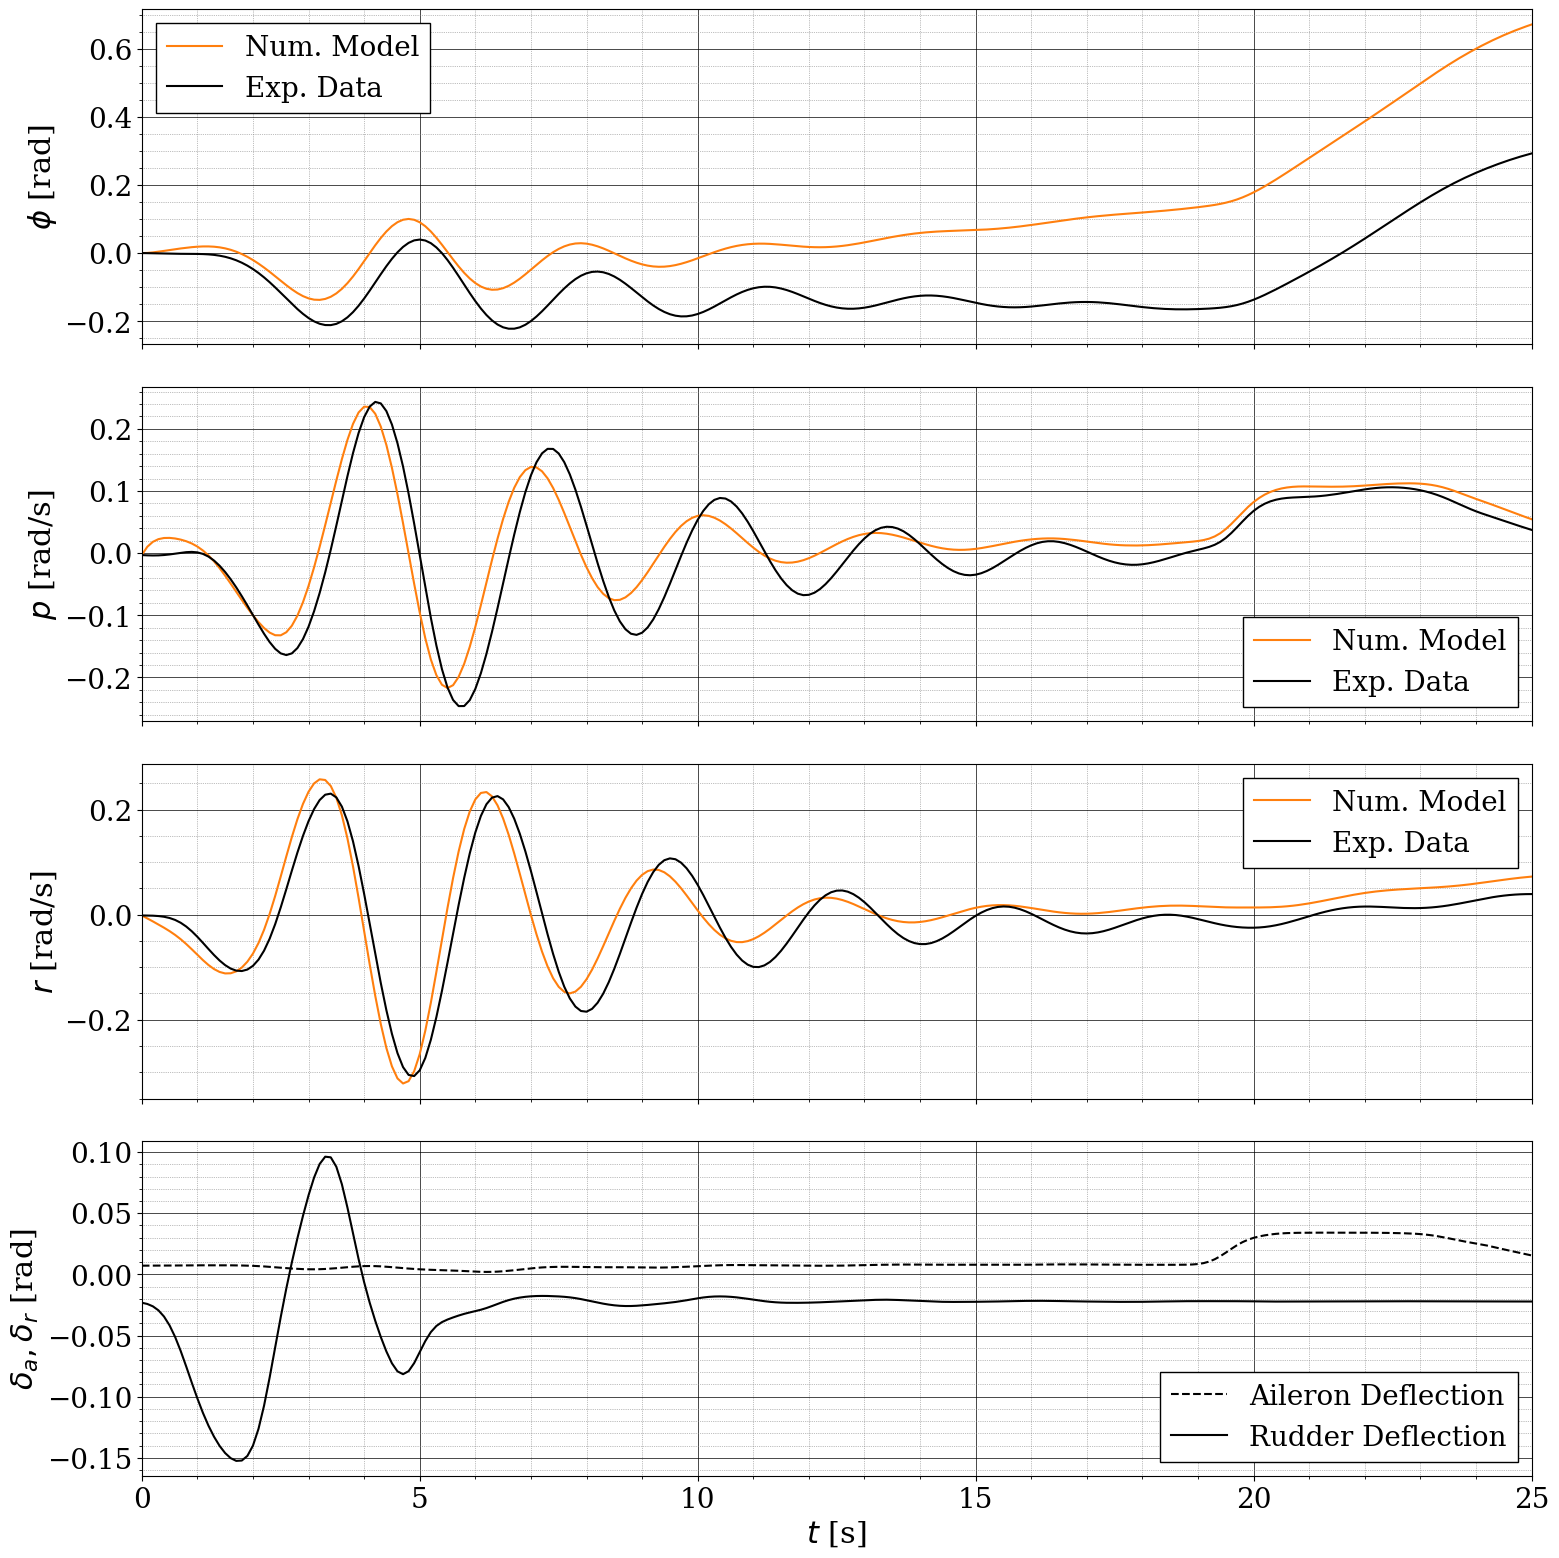 Num. Model
Exp. Data
0.6
0.4
0.2
0.0
−0.2
ϕ [rad]
0.2
0.1
0.0
−0.1
−0.2
p [rad/s]
Num. Model
Exp. Data
Num. Model
Exp. Data
0.2
0.0
−0.2
r [rad/s]
0.10
0.05
0.00
−0.05
−0.10
−0.15
δa, δr [rad]
Aileron Deflection
Rudder Deflection
0 5 10 15 20 25
t [s]